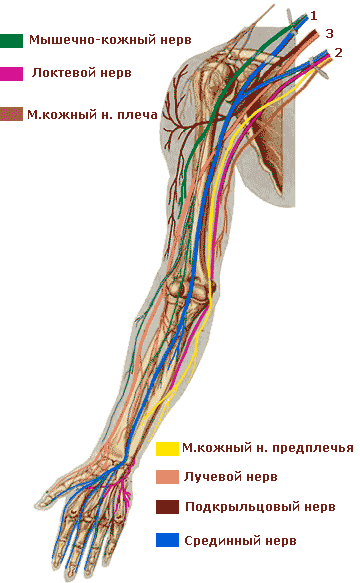 1
3
2
Мышечно-кожный нерв
Локтевой нерв
М.кожный н. плеча
М.кожный н. предплечья
Лучевой нерв
Подкрыльцовый нерв
Срединный нерв